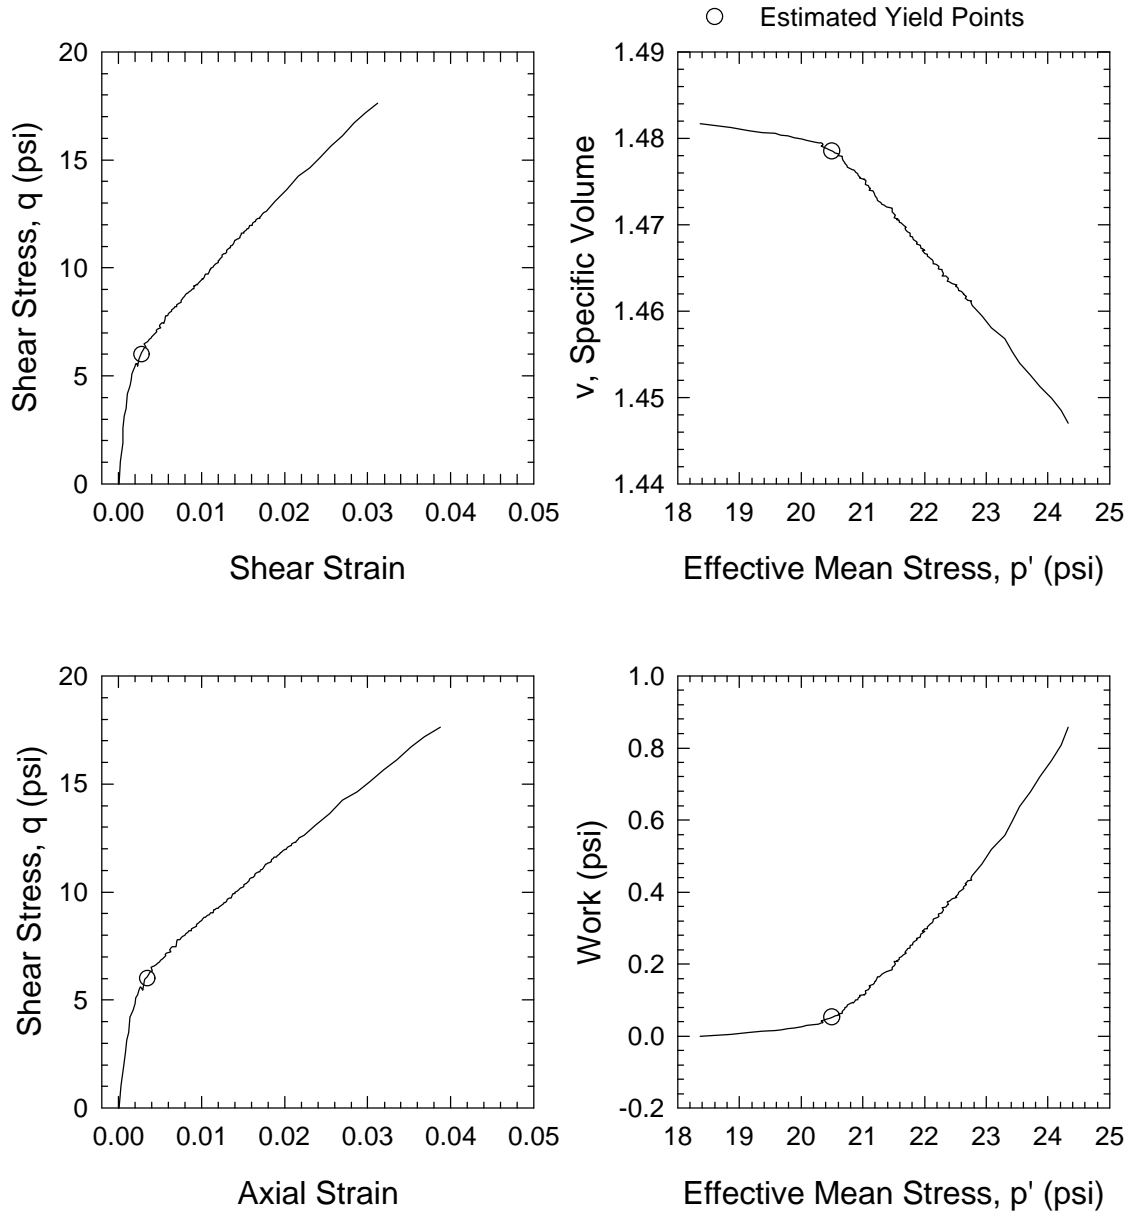 Estimated Yield Points
20
15
10
5
0
Shear Stress, q (psi)
0.00 0.01 0.02 0.03 0.04 0.05
Shear Strain
1.49
1.48
1.47
1.46
1.45
1.44
v, Specific Volume
18 19 20 21 22 23 24 25
Effective Mean Stress, p' (psi)
20
15
10
5
0
Shear Stress, q (psi)
0.00 0.01 0.02 0.03 0.04 0.05
Axial Strain
1.0
0.8
0.6
0.4
0.2
0.0
-0.2
Work (psi)
18 19 20 21 22 23 24 25
Effective Mean Stress, p' (psi)